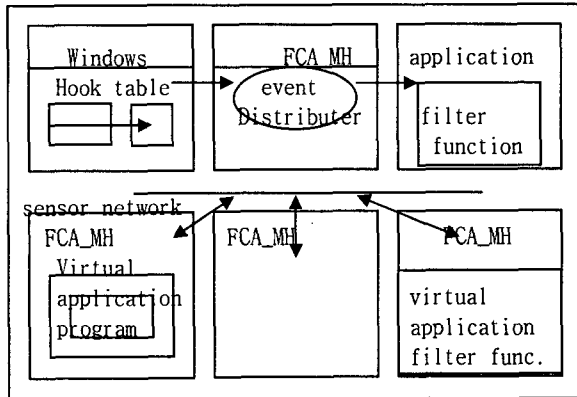 Windows
Hook table
FCA_MH
event
Distributer
application
filter
function
sensor network
FCA_MH
Virtual
application
program
FCA_MH
FCA_MH
virtual
application
filter func.